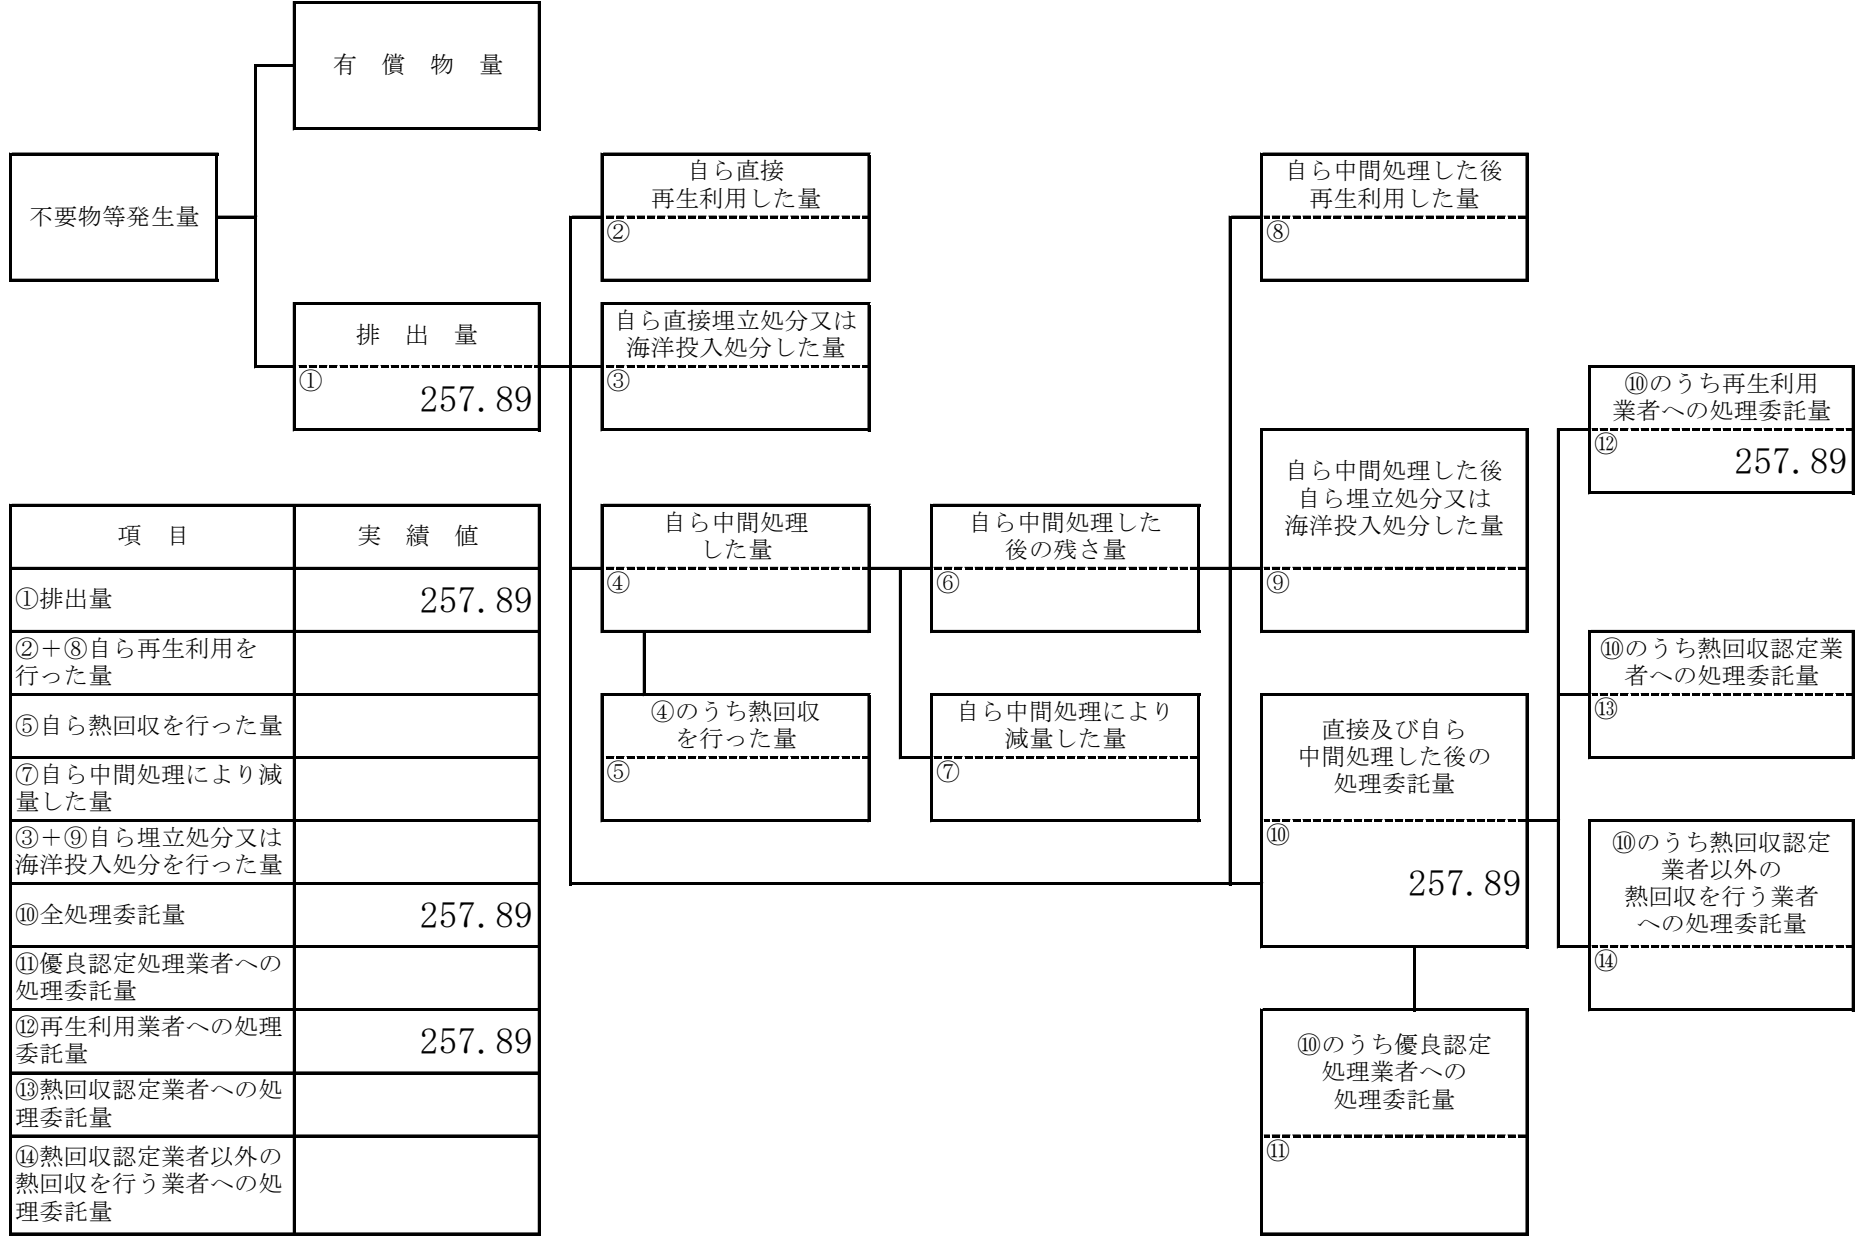 有　償　物　量
不要物等発生量
排　出　量
①
257.89
自ら直接
再生利用した量
②
自ら直接埋立処分又は
海洋投入処分した量
③
自ら中間処理
した量
④
④のうち熱回収
を行った量
⑤
自ら中間処理した
後の残さ量
⑥
自ら中間処理により
減量した量
⑦
自ら中間処理した後
再生利用した量
⑧
自ら中間処理した後
自ら埋立処分又は
海洋投入処分した量
⑨
直接及び自ら
中間処理した後の
処理委託量
⑩
257.89
⑩のうち優良認定
処理業者への
処理委託量
⑪
⑩のうち再生利用
業者への処理委託量
⑫
257.89
⑩のうち熱回収認定業
者への処理委託量
⑬
⑩のうち熱回収認定
業者以外の
熱回収を行う業者
への処理委託量
⑭
項　目
実　績　値
①排出量
257.89
②＋⑧自ら再生利用を
行った量
⑤自ら熱回収を行った量
⑦自ら中間処理により減
量した量
③＋⑨自ら埋立処分又は
海洋投入処分を行った量
⑩全処理委託量
257.89
⑪優良認定処理業者への
処理委託量
⑫再生利用業者への処理
委託量
257.89
⑬熱回収認定業者への処
理委託量
⑭熱回収認定業者以外の
熱回収を行う業者への処
理委託量